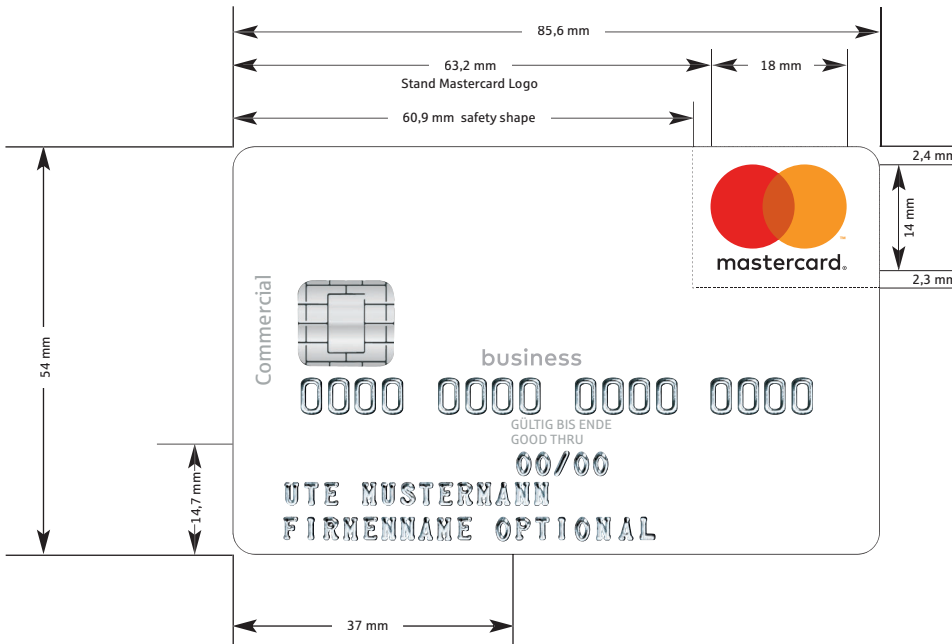 85,6 mm
63,2 mm
18 mm
Stand Mastercard Logo
60,9 mm safety shape
2,4 mm
14 mm
mastercard.
2,3 mm
Commercial
54 mm
business
0000 0000 0000 0000
GÜLTIG BIS ENDE
GOOD THRU
00/00
14,7 mm
UTE MUSTERMANN
FIRMENNAME OPTIONAL
37 mm